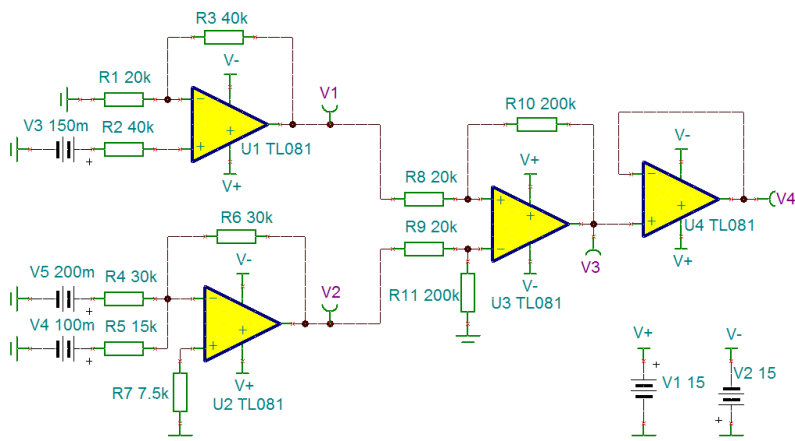 R3 40k
V-
R1 20k
−
V1
R10 200k
V3 150m
R2 40k
+
+
+
U1 TL081
V+
V+
V-
R8 20k
+
−
R6 30k
R9 20k
+
+
V4
U4 TL081
V5 200m
R4 30k
V-
−
V2
−
V3
V+
+
V4 100m
R5 15k
+
R11 200k
V-
U3 TL081
+
+
V+
V-
R7 7.5k
V+
U2 TL081
+
V1 15
V2 15
+